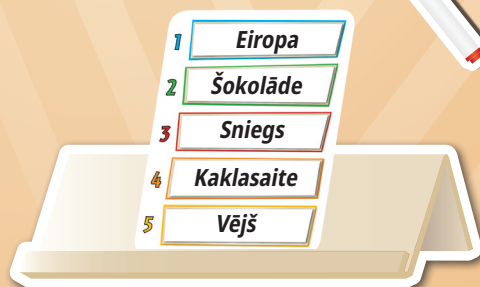 1 Eiropa
2 Šokolāde
3 Sniegs
4 Kaklasaite
5 Vējš